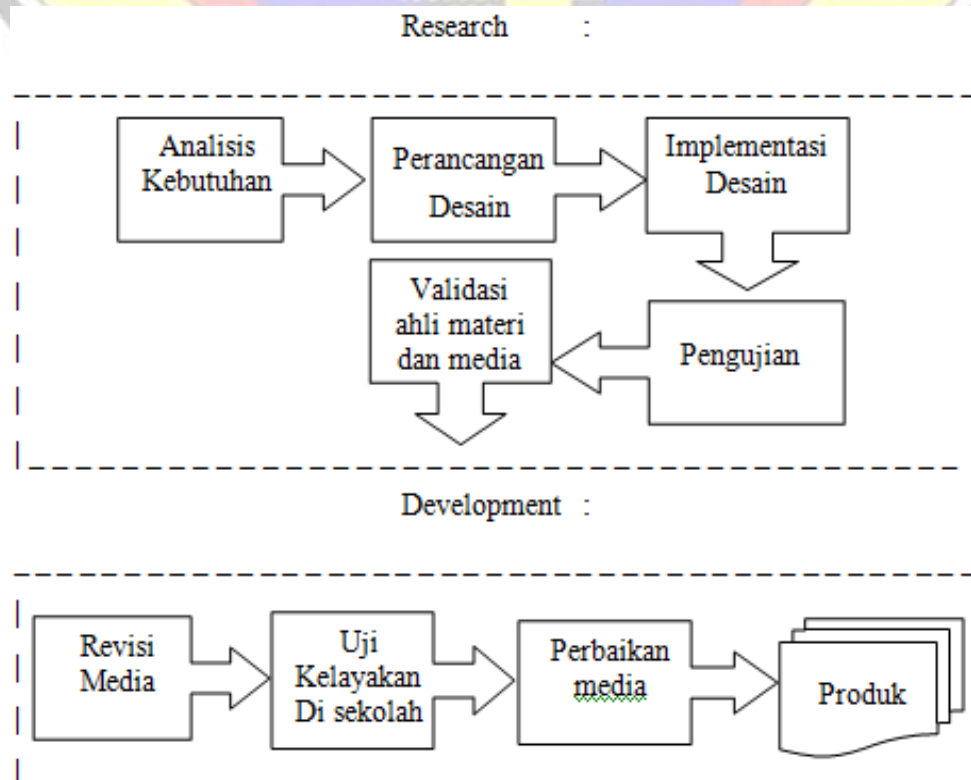 Research :
Analisis
Kebutuhan
Perancangan
Desain
Implementasi
Desain
Validasi
ahli materi
dan media
Pengujian
Development :
Revisi
Media
Uji
Kelayakan
Di sekolah
Perbaikan
media
Produk